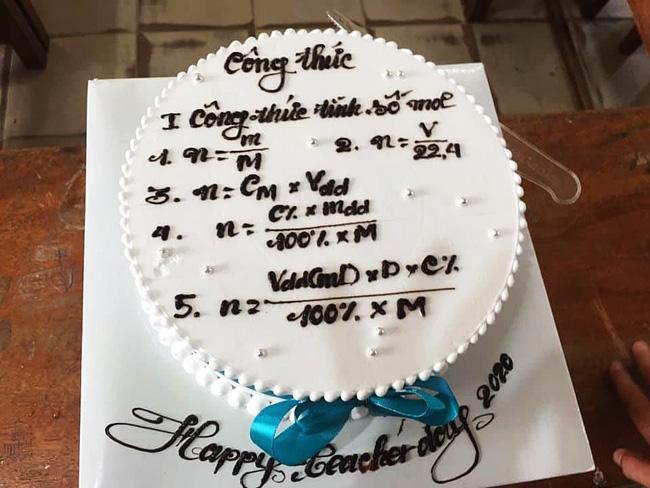 Công thức
I Công thức tính số mol
1. n = m/M 2. n = V/22,4
3. n = CM x Vdd
4. n = C% x mdd / 100% x M
5. n = Vdd(ml) x D x C% / 100% x M
Happy teacher day 2020